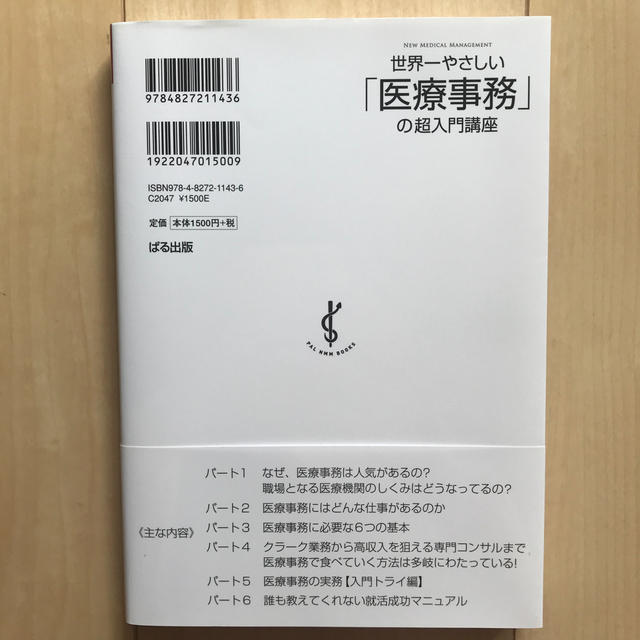 NEW MEDICAL MANAGEMENT
世界一やさしい
「医療事務」
の超入門講座
9784827211436
1922047015009
ISBN978-4-8272-1143-6
C2047 ¥1500E
定価 本体1500円+税
ぱる出版
PAL NMM BOOKS
《主な内容》
パート1 なぜ、医療事務は人気があるの?
職場となる医療機関のしくみはどうなってるの?
パート2 医療事務にはどんな仕事があるのか
パート3 医療事務に必要な6つの基本
パート4 クラーク業務から高収入を狙える専門コンサルまで
医療事務で食べていく方法は多岐にわたっている!
パート5 医療事務の実務【入門トライ編】
パート6 誰も教えてくれない就活成功マニュアル